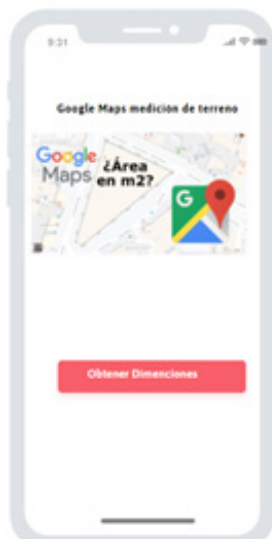 9:31
Google Maps medición de terreno
Google
Maps
¿Área
en m2?
G
Obtener Dimenciones